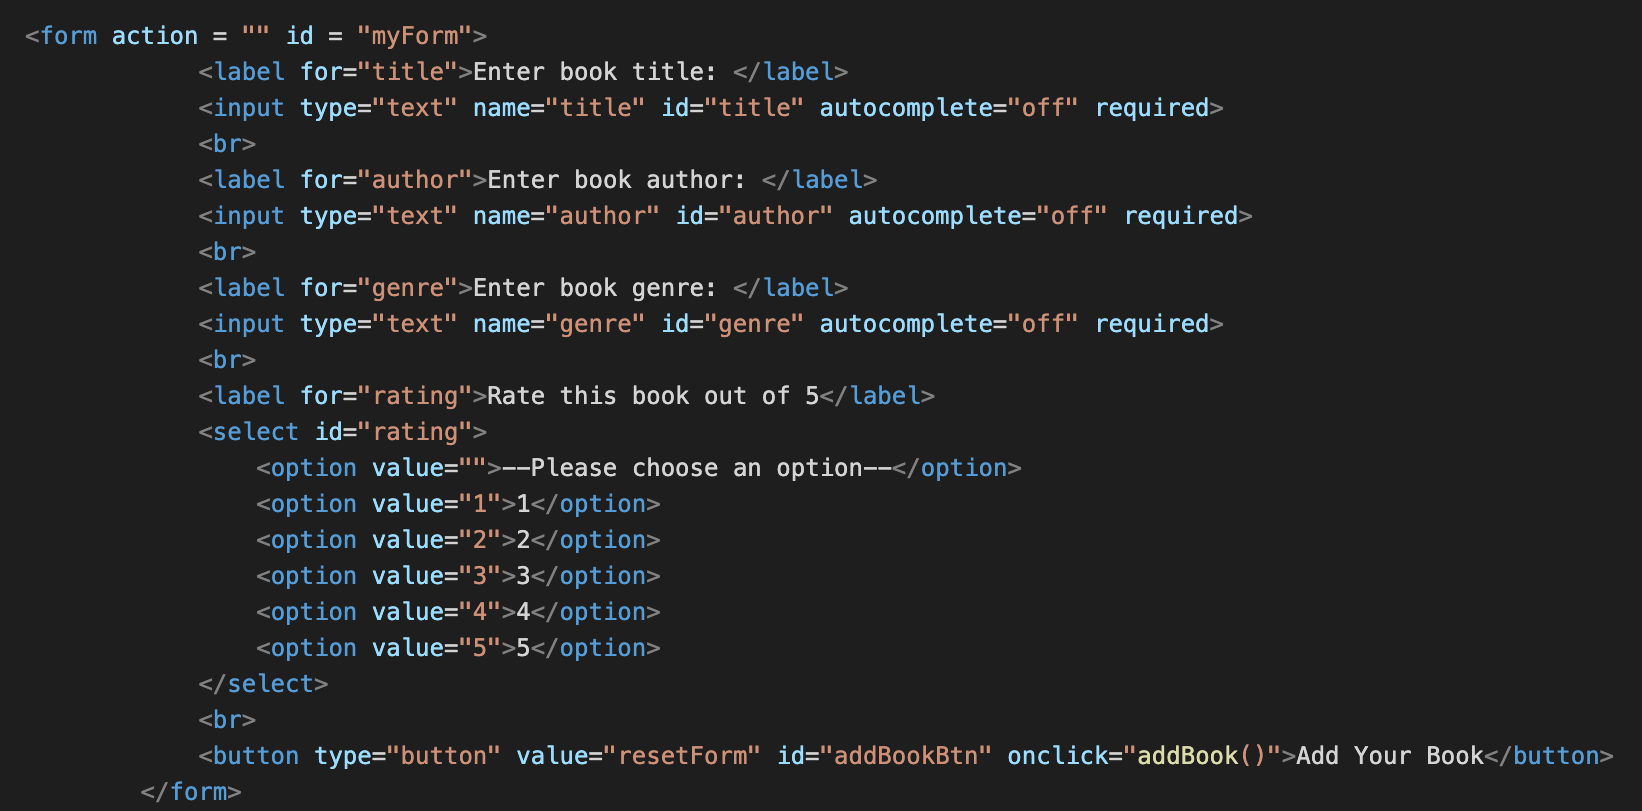 <form action = "" id = "myForm">
<label for="title">Enter book title: </label>
<input type="text" name="title" id="title" autocomplete="off" required>
<br>
<label for="author">Enter book author: </label>
<input type="text" name="author" id="author" autocomplete="off" required>
<br>
<label for="genre">Enter book genre: </label>
<input type="text" name="genre" id="genre" autocomplete="off" required>
<br>
<label for="rating">Rate this book out of 5</label>
<select id="rating">
<option value="">--Please choose an option--</option>
<option value="1">1</option>
<option value="2">2</option>
<option value="3">3</option>
<option value="4">4</option>
<option value="5">5</option>
</select>
<br>
<button type="button" value="resetForm" id="addBookBtn" onclick="addBook()">Add Your Book</button>
</form>